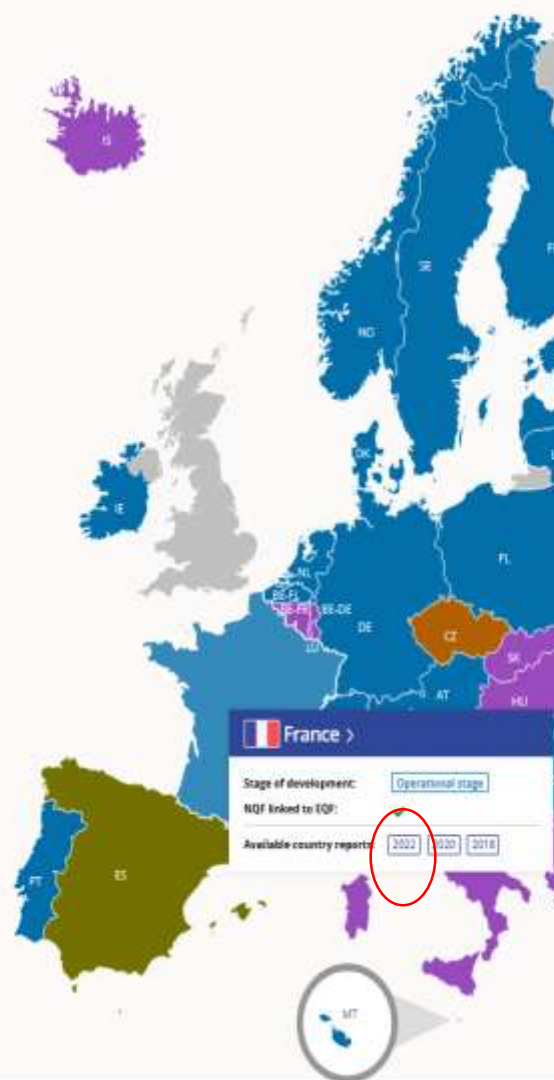 IS
SE
NO
DK
IE
PL
NL
BE-FL
BE-FR BE-DE
DE
LU
CZ
SK
AT
HU
France >
Stage of development: Operational stage
NQF linked to EQF:
Available country reports: 2022 2020 2018
PT
ES
MT